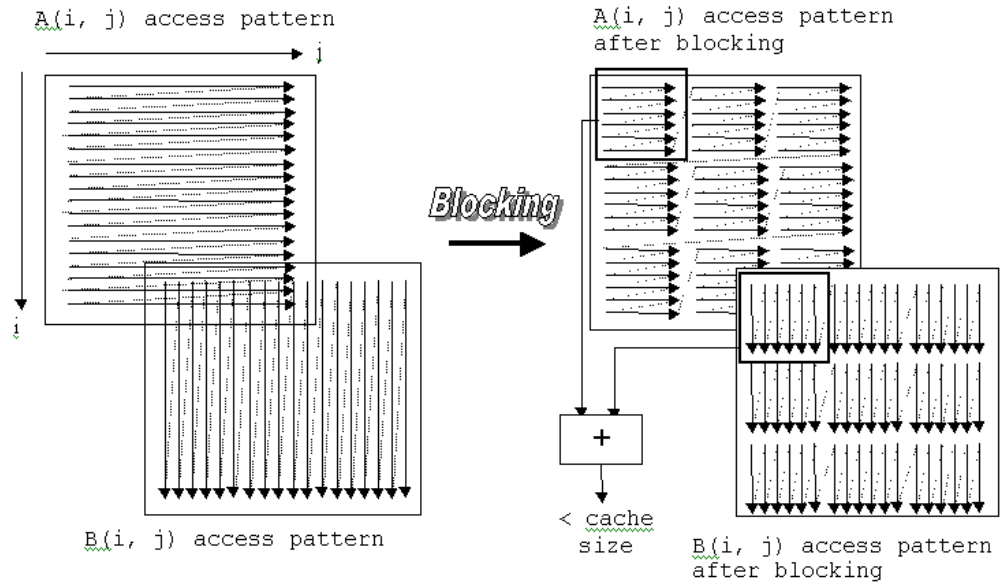 A(i, j) access pattern
j
i
B(i, j) access pattern
Blocking
A(i, j) access pattern
after blocking
+
< cache
size
B(i, j) access pattern
after blocking